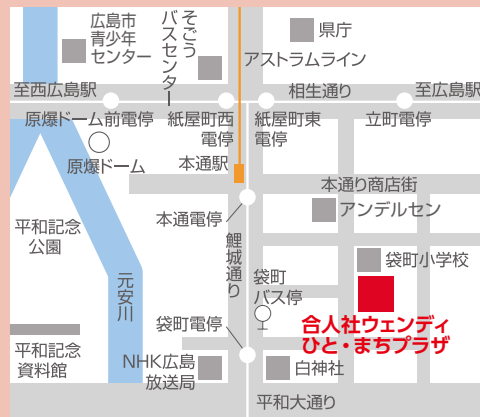 広島市
青少年
センター
そごう
バスセンター
県庁
アストラムライン
至西広島駅
相生通り
至広島駅
原爆ドーム前電停
紙屋町西
電停
紙屋町東
電停
立町電停
原爆ドーム
本通駅
本通り商店街
本通電停
アンデルセン
平和記念
公園
鯉城通り
袋町小学校
元安川
袋町
バス停
合人社ウェンディ
ひと・まちプラザ
袋町電停
平和記念
資料館
NHK広島
放送局
白神社
平和大通り